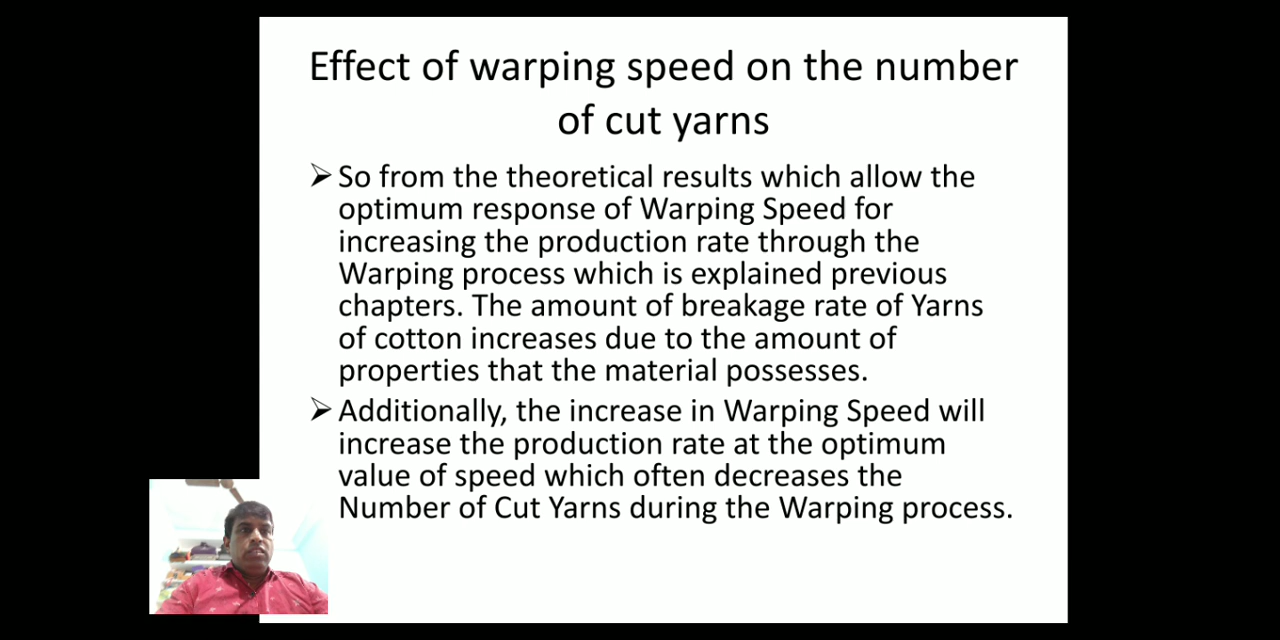 Effect of warping speed on the number
of cut yarns
So from the theoretical results which allow the
optimum response of Warping Speed for
increasing the production rate through the
Warping process which is explained previous
chapters. The amount of breakage rate of Yarns
of cotton increases due to the amount of
properties that the material possesses.
Additionally, the increase in Warping Speed will
increase the production rate at the optimum
value of speed which often decreases the
Number of Cut Yarns during the Warping process.